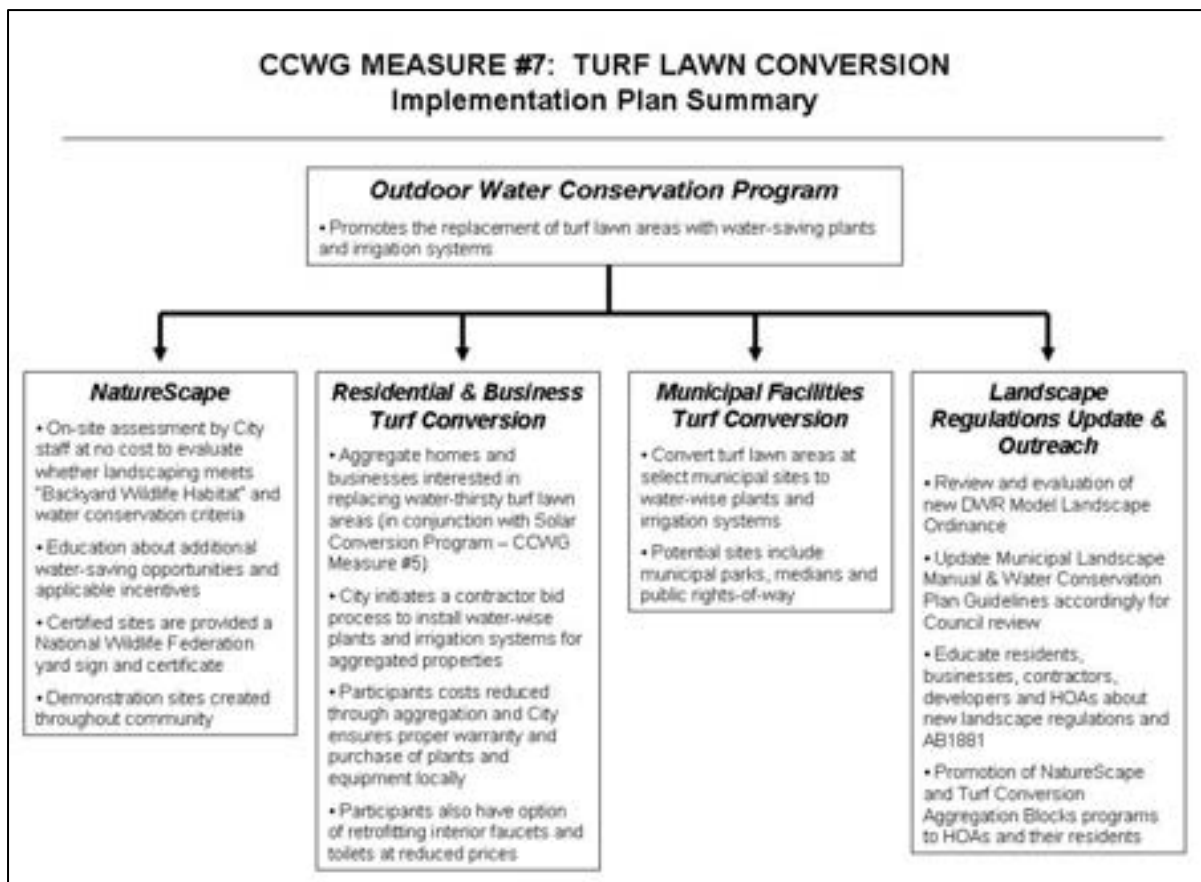 CCWG MEASURE #7: TURF LAWN CONVERSION
Implementation Plan Summary
Outdoor Water Conservation Program
• Promotes the replacement of turf lawn areas with water-saving plants
and irrigation systems
NatureScape
• On-site assessment by City
staff at no cost to evaluate
whether landscaping meets
"Backyard Wildlife Habitat" and
water conservation criteria
• Education about additional
water-saving opportunities and
applicable incentives
• Certified sites are provided a
National Wildlife Federation
yard sign and certificate
• Demonstration sites created
throughout community
Residential & Business
Turf Conversion
• Aggregate homes and
businesses interested in
replacing water-thirsty turf lawn
areas (in conjunction with Solar
Conversion Program – CCWG
Measure #5)
• City initiates a contractor bid
process to install water-wise
plants and irrigation systems for
aggregated properties
• Participants costs reduced
through aggregation and City
ensures proper warranty and
purchase of plants and
equipment locally
• Participants also have option
of retrofitting interior faucets and
toilets at reduced prices
Municipal Facilities
Turf Conversion
• Convert turf lawn areas at
select municipal sites to
water-wise plants and
irrigation systems
• Potential sites include
municipal parks, medians and
public rights-of-way
Landscape
Regulations Update &
Outreach
• Review and evaluation of
new DWR Model Landscape
Ordinance
• Update Municipal Landscape
Manual & Water Conservation
Plan Guidelines accordingly for
Council review
• Educate residents,
businesses, contractors,
developers and HOAs about
new landscape regulations and
AB1881
• Promotion of NatureScape
and Turf Conversion
Aggregation Blocks programs
to HOAs and their residents